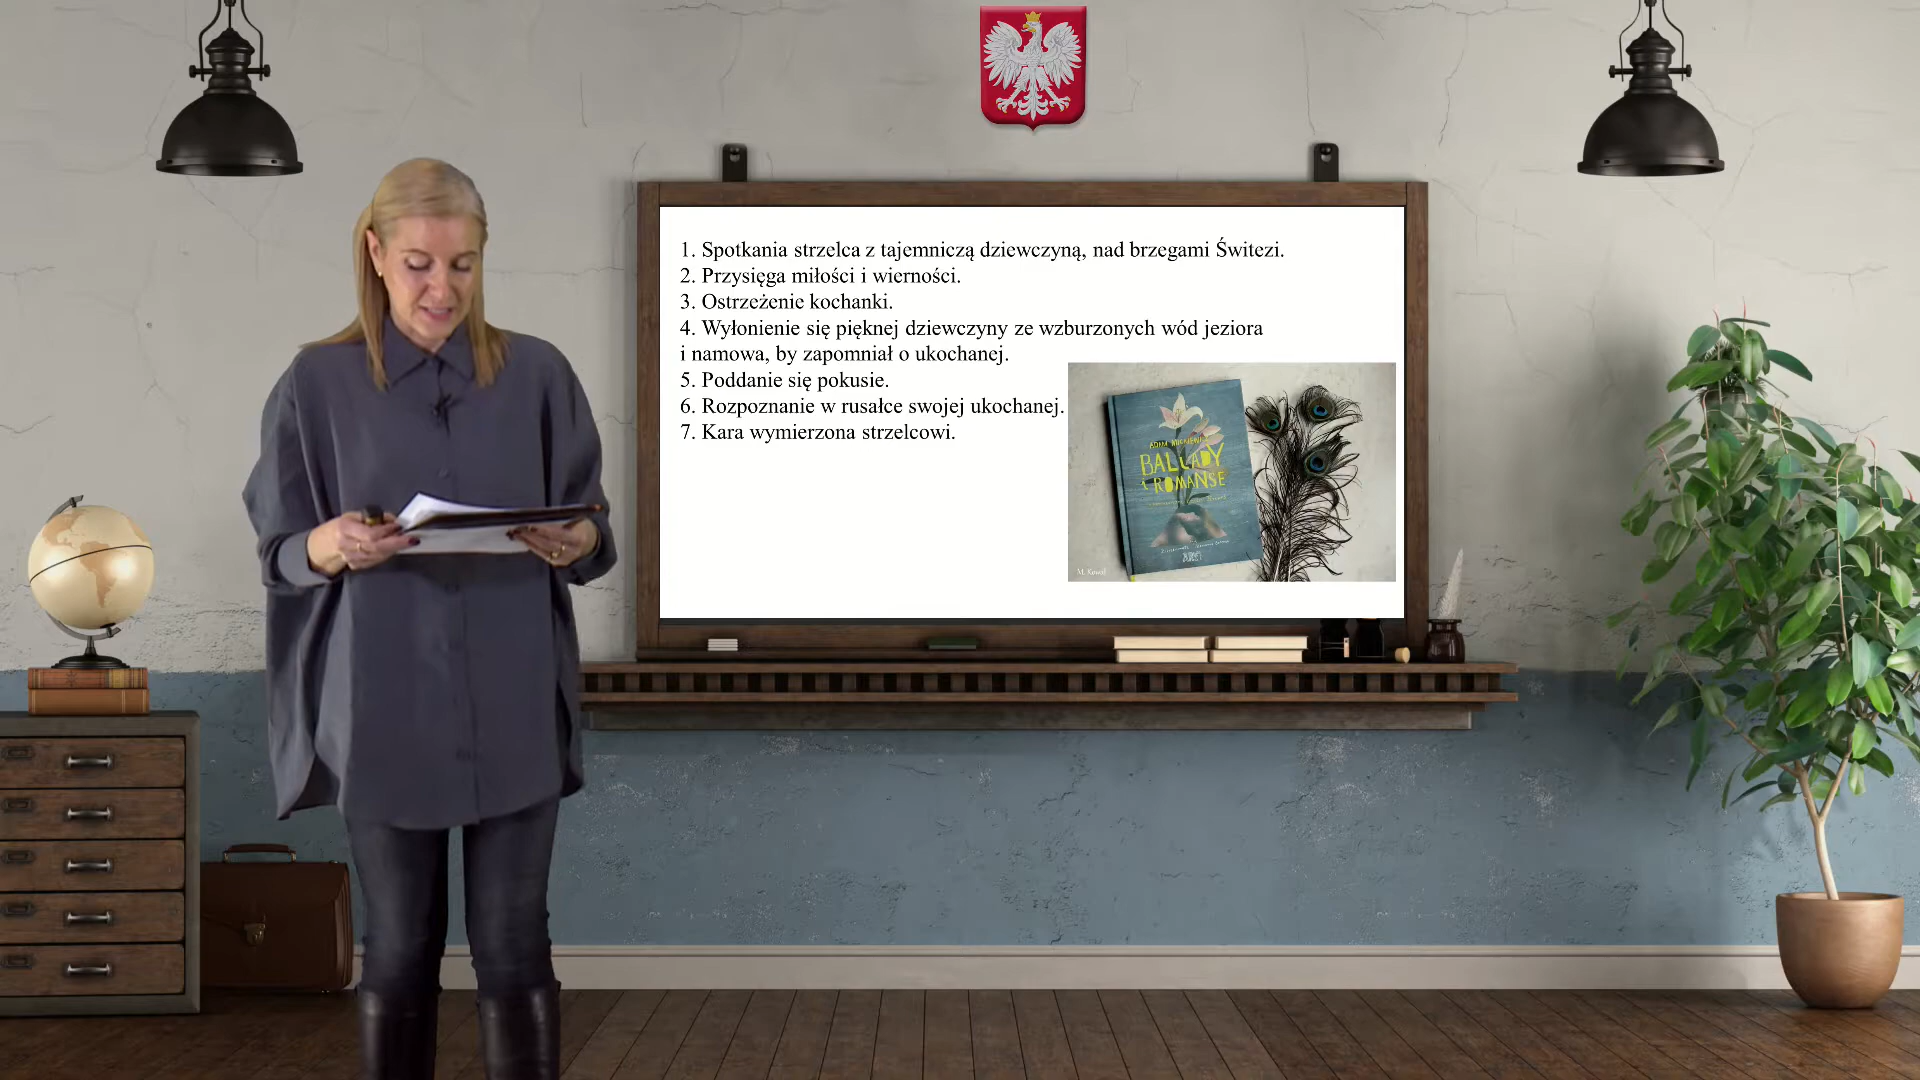 1. Spotkania strzelca z tajemniczą dziewczyną, nad brzegami Świtezi.
2. Przysięga miłości i wierności.
3. Ostrzeżenie kochanki.
4. Wyłonienie się pięknej dziewczyny ze wzburzonych wód jeziora
i namowa, by zapomniał o ukochanej.
5. Poddanie się pokusie.
6. Rozpoznanie w rusałce swojej ukochanej.
7. Kara wymierzona strzelcowi.
ADAM MICKIEWICZ
BALLADY
i ROMANSE
M. Kowal